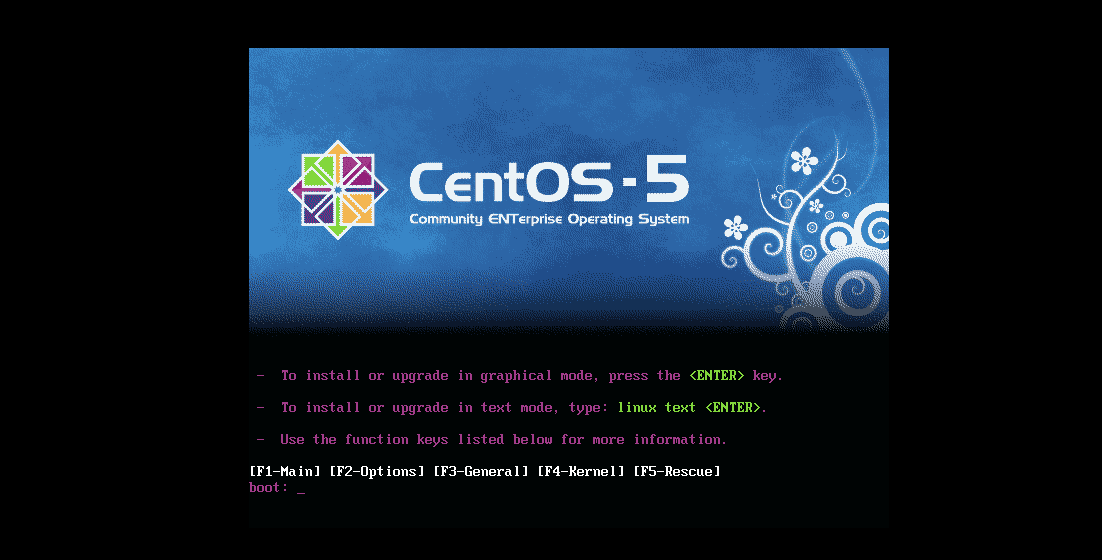 CentOS-5
Community ENTerprise Operating System
- To install or upgrade in graphical mode, press the <ENTER> key.
- To install or upgrade in text mode, type: linux text <ENTER>.
- Use the function keys listed below for more information.
[F1-Main] [F2-Options] [F3-General] [F4-Kernel] [F5-Rescue]
boot: _